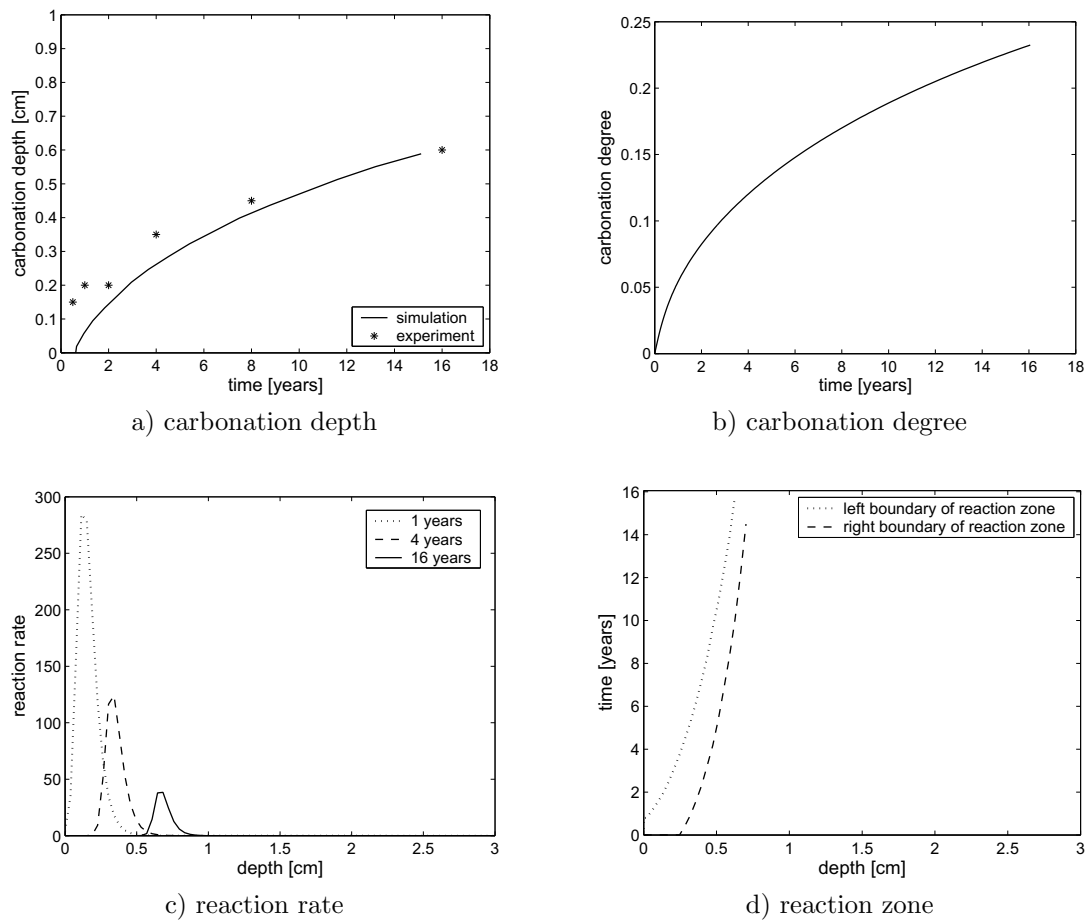 1
0.9
0.8
0.7
0.6
0.5
0.4
0.3
0.2
0.1
0
carbonation depth [cm]
simulation
experiment
0 2 4 6 8 10 12 14 16 18
time [years]
a) carbonation depth
0.25
0.2
0.15
0.1
0.05
0
carbonation degree
0 2 4 6 8 10 12 14 16 18
time [years]
b) carbonation degree
300
250
200
150
100
50
0
reaction rate
1 years
4 years
16 years
0 0.5 1 1.5 2 2.5 3
depth [cm]
c) reaction rate
16
14
12
10
8
6
4
2
0
time [years]
left boundary of reaction zone
right boundary of reaction zone
0 0.5 1 1.5 2 2.5 3
depth [cm]
d) reaction zone